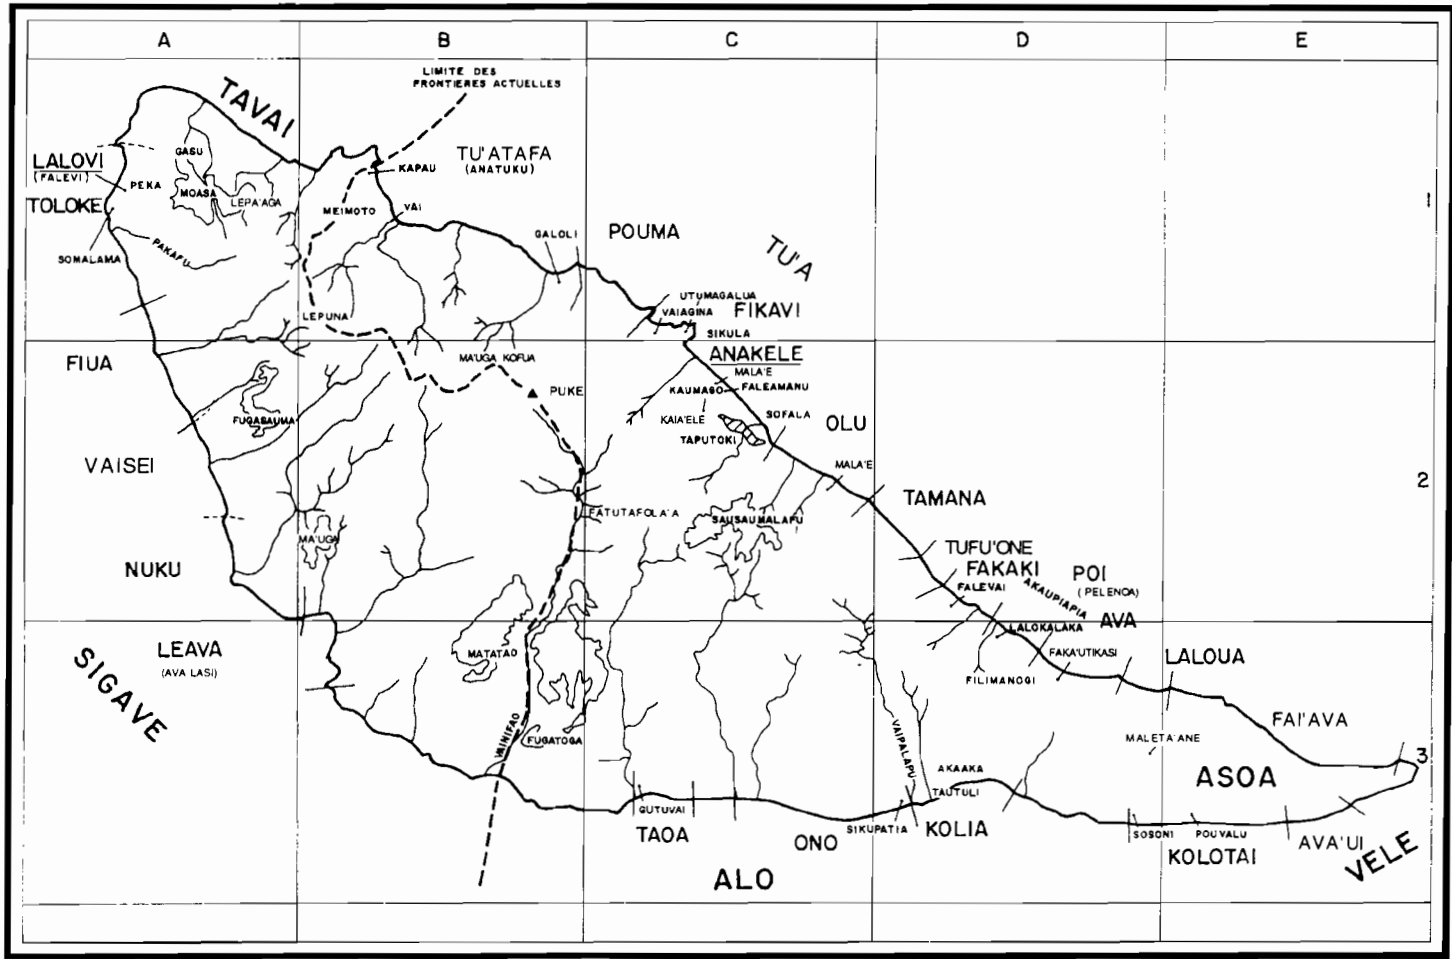 A B C D E
LIMITE DES
FRONTIERES ACTUELLES
TAVAI
TU'ATAFA
(ANATUKU)
KAPAU
GASU
LALOVI
(FALEVI)
PEKA
MOASA
LEPA'AGA
TOLOKE
MEIMOTO
VAI
1
SOMALAMA
PAKAFU
GALOLI
POUMA
TU'A
UTUMAGALUA
VAIAGINA
FIKAVI
LEPUNA
SIKULA
FIUA
MA'UGA KOFUA
ANAKELE
MALA'E
KAUMAGO
FALEAMANU
PUKE
FUGASAUMA
KAIA'ELE
SOFALA
OLU
TAPUTOKI
VAISEI
MALA'E
2
TAMANA
FATUTAFOLA'A
SAUSAUMALAFU
MA'UGA
TUFU'ONE
NUKU
FAKAKI
POI
(PELENOA)
FALEVAI
AKAUPIAPIA
AVA
LALOKALAKA
LEAVA
(AVA LASI)
MATATAO
FAKA'UTIKASI
LALOUA
FILIMANOGI
SIGAVE
VAINIFAO
FUGATOGA
VAIPALAPU
FAI'AVA
MALETA'ANE
3
AKAAKA
ASOA
TAUTULI
GUTUVAI
TAOA
ONO
SIKUPATIA
KOLIA
SOSONI
POUVALU
KOLOTAI
AVA'UI
VELE
ALO